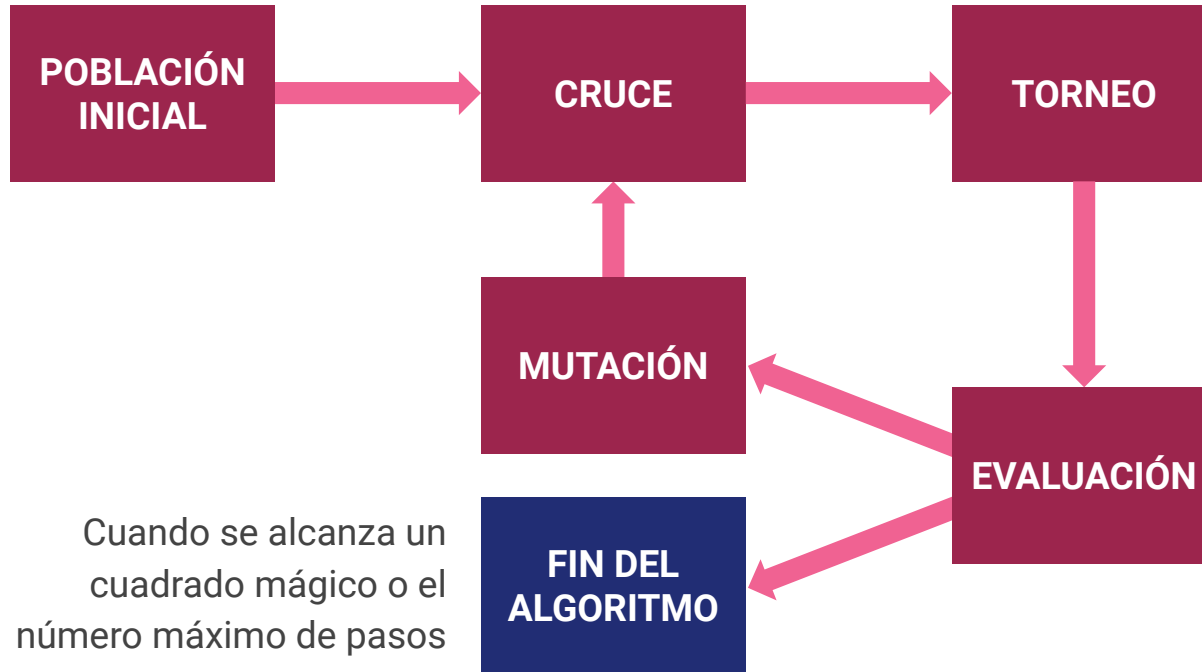 POBLACIÓN
INICIAL
CRUCE
TORNEO
MUTACIÓN
EVALUACIÓN
Cuando se alcanza un
cuadrado mágico o el
número máximo de pasos
FIN DEL
ALGORITMO